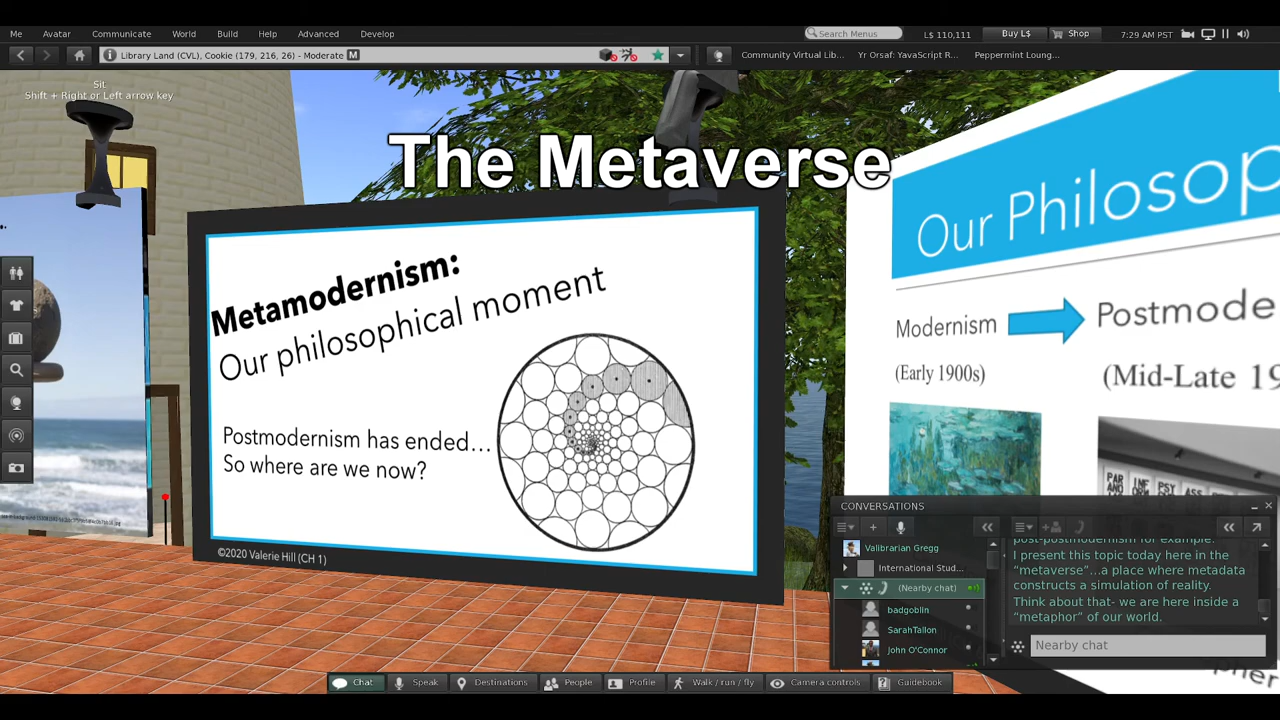 Me Avatar Communicate World Build Help Advanced Develop
Search Menus
L$ 110,111
Buy L$
Shop
7:29 AM PST
Library Land (CVL), Cookie (179, 216, 26) - Moderate M
Community Virtual Lib...
Yr Orsaf: YavaScript R...
Peppermint Loung...
Sit
Shift + Right or Left arrow key
The Metaverse
Metamodernism:
Our philosophical moment
Postmodernism has ended...
So where are we now?
©2020 Valerie Hill (CH 1)
Our Philosop
Modernism
(Early 1900s)
Postmode
(Mid-Late 19
PAR
AND
INF
PSY
ASS
CONVERSATIONS
Valibrarian Gregg
International Stud...
(Nearby chat)
badgoblin
SarahTallon
John O'Connor
post-postmodernism for example.
I present this topic today here in the
"metaverse"...a place where metadata
constructs a simulation of reality.
Think about that- we are here inside a
"metaphor" of our world.
Nearby chat
Chat Speak Destinations People Profile Walk / run / fly Camera controls Guidebook